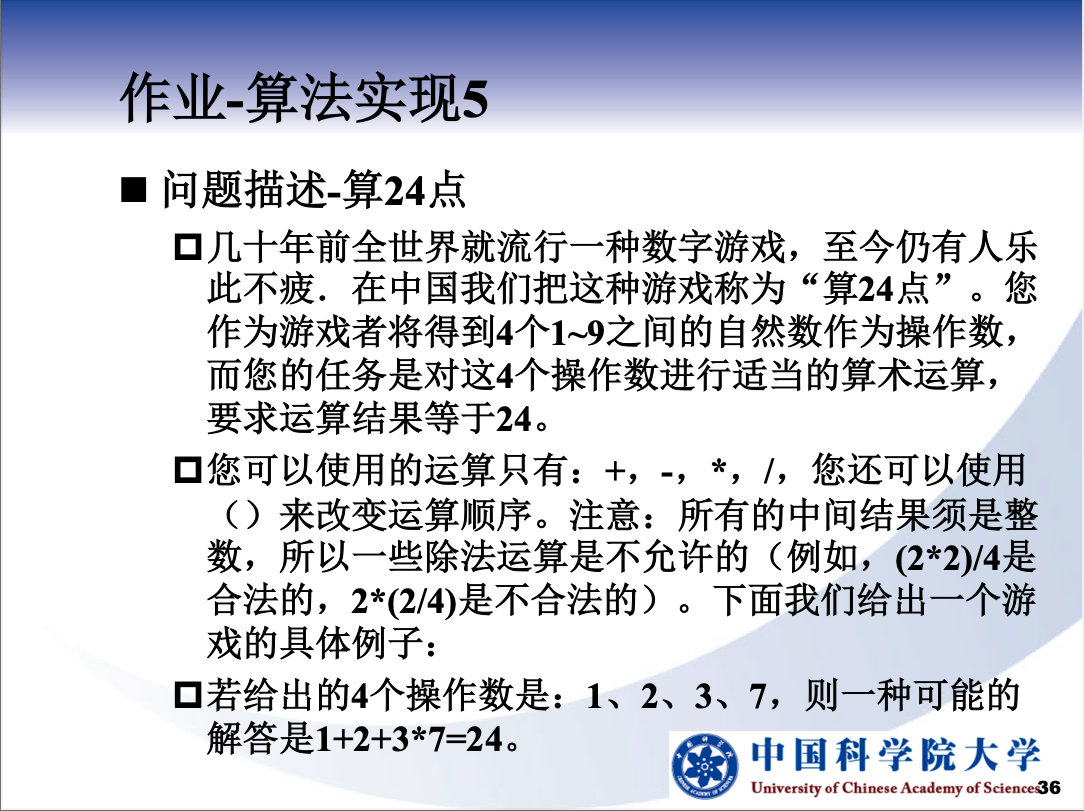 作业-算法实现5
■ 问题描述-算24点
几十年前全世界就流行一种数字游戏，至今仍有人乐
此不疲．在中国我们把这种游戏称为“算24点”。您
作为游戏者将得到4个1~9之间的自然数作为操作数，
而您的任务是对这4个操作数进行适当的算术运算，
要求运算结果等于24。
您可以使用的运算只有：+，-，*，/，您还可以使用
（）来改变运算顺序。注意：所有的中间结果须是整
数，所以一些除法运算是不允许的（例如，(2*2)/4是
合法的，2*(2/4)是不合法的）。下面我们给出一个游
戏的具体例子：
若给出的4个操作数是：1、2、3、7，则一种可能的
解答是1+2+3*7=24。
中国科学院大学
University of Chinese Academy of Sciences
36